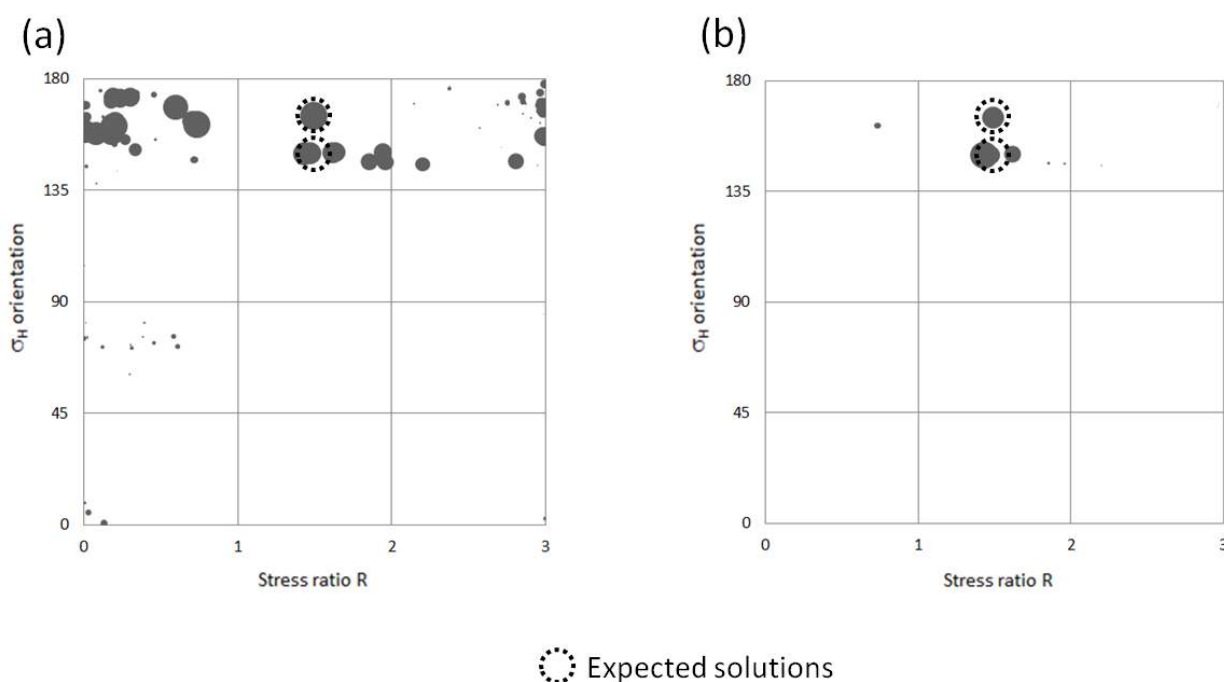 (a)
180
135
90
45
0
0 1 2 3
σH orientation
Stress ratio R
(b)
180
135
90
45
0
0 1 2 3
σH orientation
Stress ratio R
Expected solutions